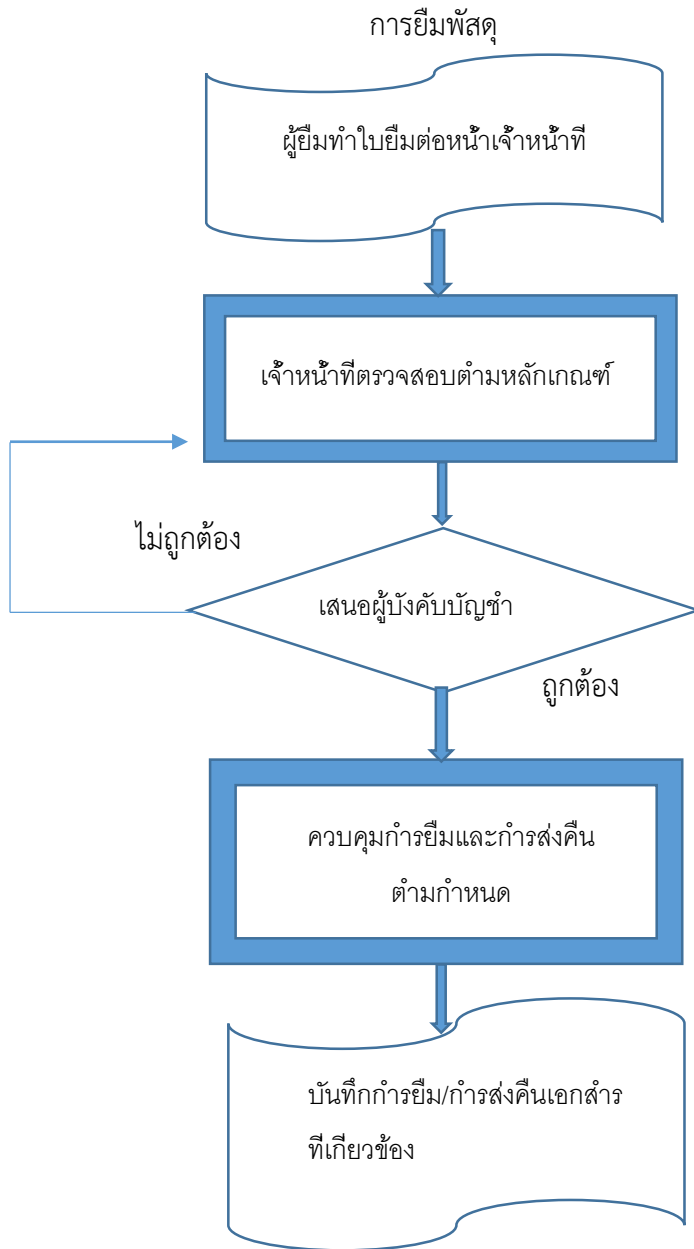 การยืมพัสดุ
ผู้ยืมทำใบยืมต่อหน้ำเจ้ำหน้ำที
เจ้ำหน้ำทีตรวจสอบตำมหลักเกณฑ์
ไม่ถูกต้อง
เสนอผู้บังคับบัญชำ
ถูกต้อง
ควบคุมกำรยืมและกำรส่งคืน
ตำมกำหนด
บันทึกกำรยืม/กำรส่งคืนเอกสำร
ทีเกียวข้อง